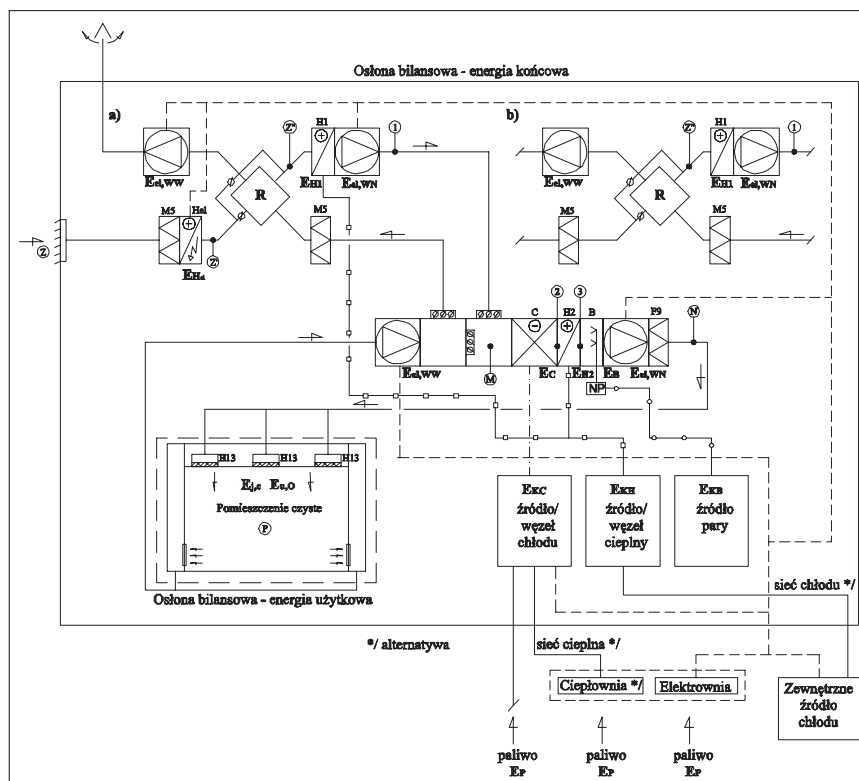 Osłona bilansowa - energia końcowa
a)
b)
H1
Z"
1
H1
Z"
1
Eel,WW
R
EH1
Eel,WN
Eel,WW
R
EH1
Eel,WN
M5
Hel
M5
M5
M5
Z
EHel
Z'
2
3
C
H2
B
F9
N
Eel,WW
M
EC
EH2
EB
Eel,WN
NP
H13
H13
H13
Ej,c Eu,O
Pomieszczenie czyste
P
EKC
źródło/
węzeł
chłodu
EKH
źródło/
węzeł
cieplny
EKB
źródło
pary
sieć chłodu */
Osłona bilansowa - energia użytkowa
*/ alternatywa
sieć cieplna */
Ciepłownia */
Elektrownia
Zewnętrzne
źródło
chłodu
paliwo
EP
paliwo
EP
paliwo
EP